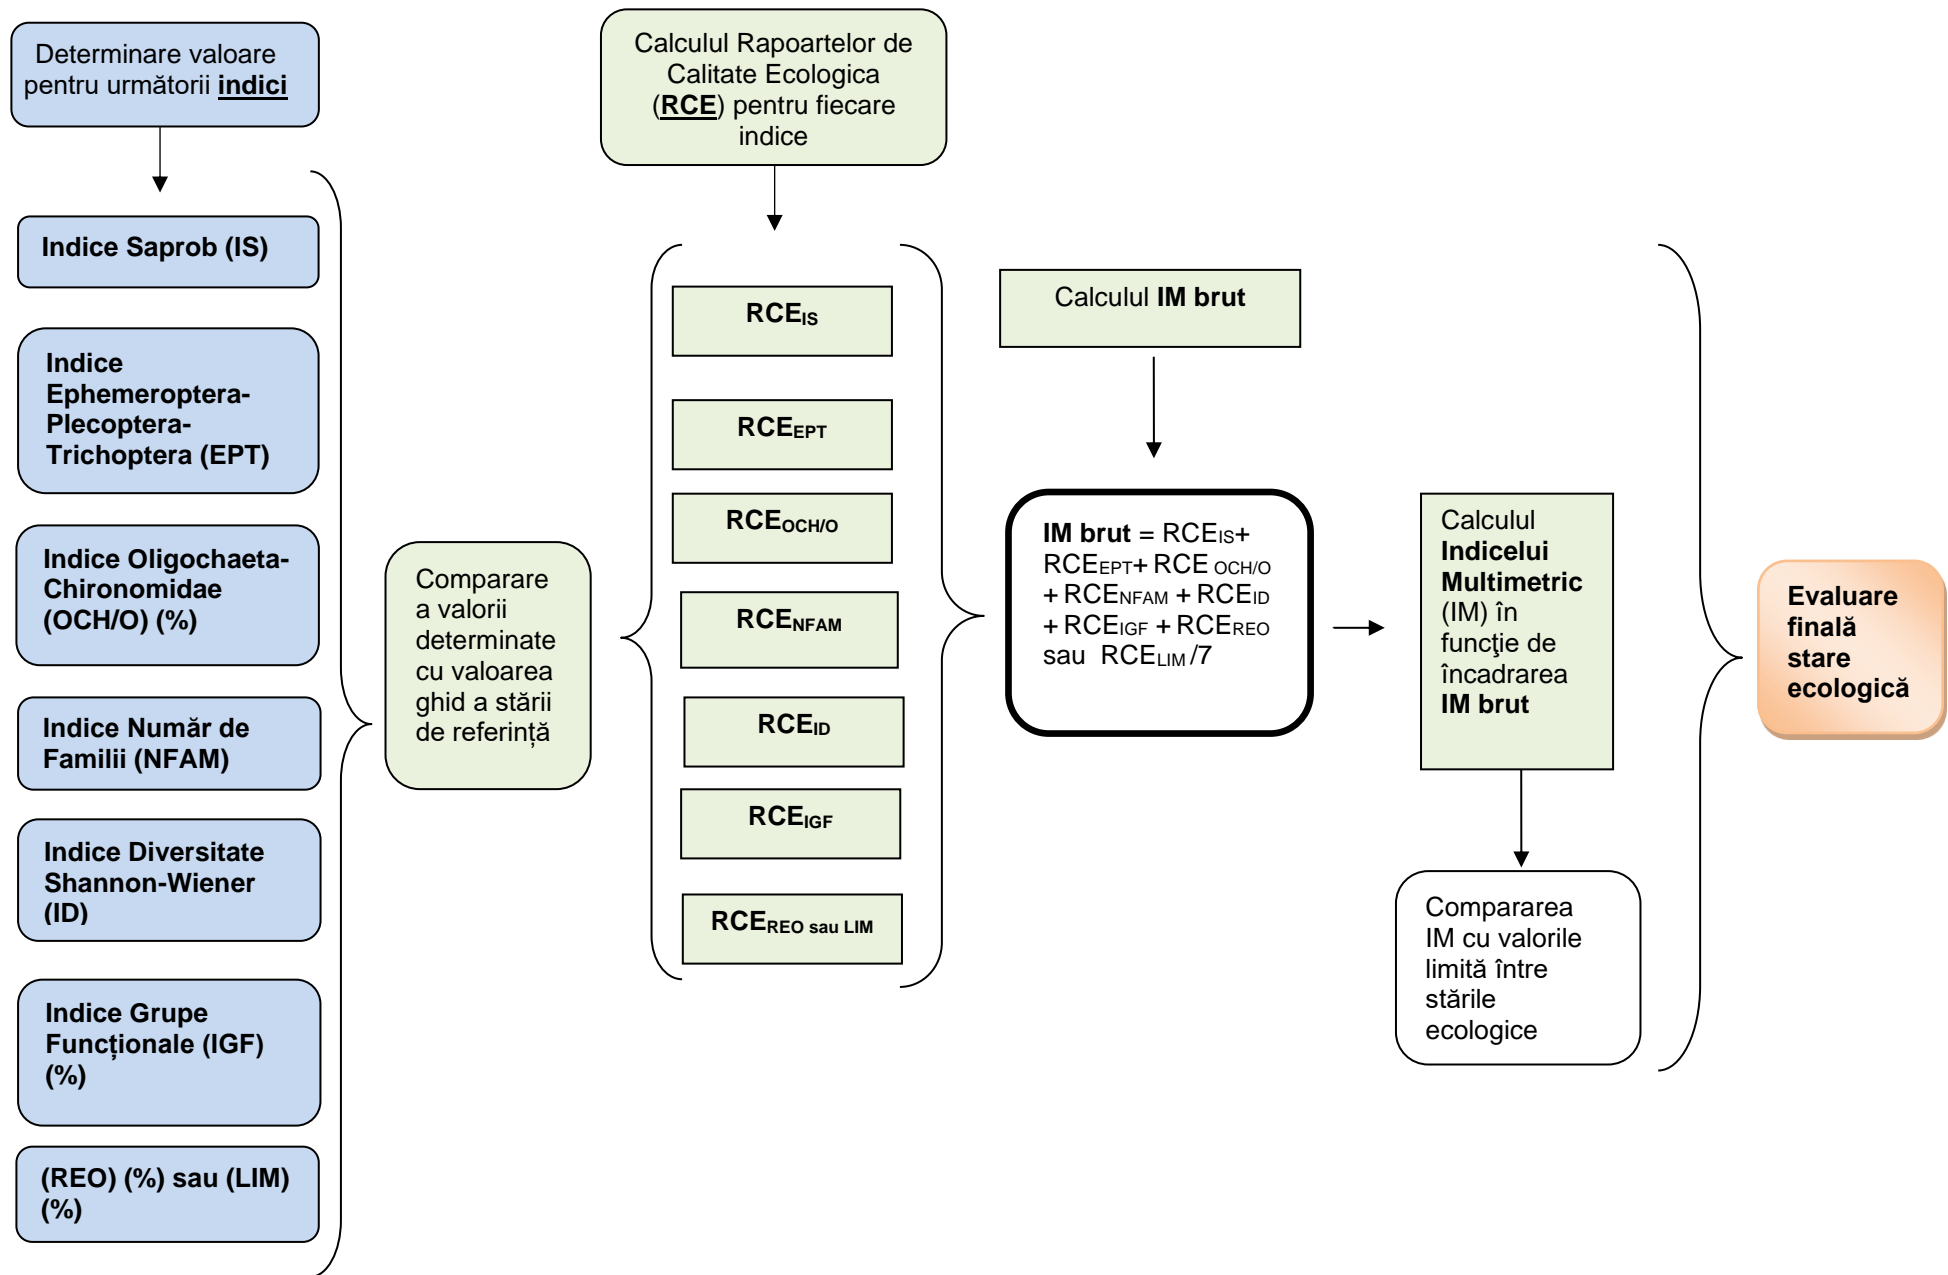 Determinare valoare
pentru următorii indici
Indice Saprob (IS)
Indice
Ephemeroptera-
Plecoptera-
Trichoptera (EPT)
Indice Oligochaeta-
Chironomidae
(OCH/O) (%)
Indice Număr de
Familii (NFAM)
Indice Diversitate
Shannon-Wiener
(ID)
Indice Grupe
Funcționale (IGF)
(%)
(REO) (%) sau (LIM)
(%)
Comparare
a valorii
determinate
cu valoarea
ghid a stării
de referință
Calculul Rapoartelor de
Calitate Ecologica
(RCE) pentru fiecare
indice
RCEIS
RCEEPT
RCEOCH/O
RCENFAM
RCEID
RCEIGF
RCEREO sau LIM
Calculul IM brut
IM brut = RCEIS+
RCEEPT+ RCE OCH/O
+ RCENFAM + RCEID
+ RCEIGF + RCEREO
sau RCELIM /7
Calculul
Indicelui
Multimetric
(IM) în
funcţie de
încadrarea
IM brut
Compararea
IM cu valorile
limită între
stările
ecologice
Evaluare
finală
stare
ecologică